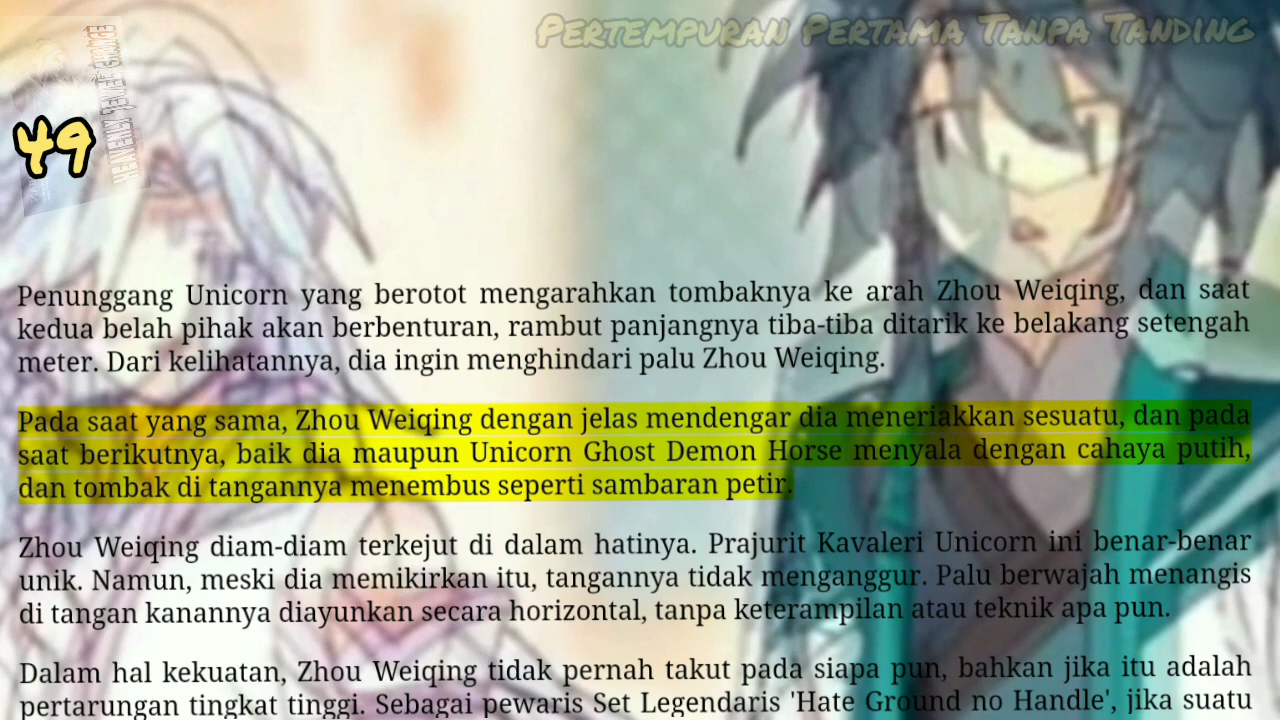 Pertempuran Pertama Tanpa Tanding
HEAVENLY JEWEL
49
Penunggang Unicorn yang berotot mengarahkan tombaknya ke arah Zhou Weiqing, dan saat
kedua belah pihak akan berbenturan, rambut panjangnya tiba-tiba ditarik ke belakang setengah
meter. Dari kelihatannya, dia ingin menghindari palu Zhou Weiqing.
Pada saat yang sama, Zhou Weiqing dengan jelas mendengar dia meneriakkan sesuatu, dan pada
saat berikutnya, baik dia maupun Unicorn Ghost Demon Horse menyala dengan cahaya putih,
dan tombak di tangannya menembus seperti sambaran petir.
Zhou Weiqing diam-diam terkejut di dalam hatinya. Prajurit Kavaleri Unicorn ini benar-benar
unik. Namun, meski dia memikirkan itu, tangannya tidak menganggur. Palu berwajah menangis
di tangan kanannya diayunkan secara horizontal, tanpa keterampilan atau teknik apa pun.
Dalam hal kekuatan, Zhou Weiqing tidak pernah takut pada siapa pun, bahkan jika itu adalah
pertarungan tingkat tinggi. Sebagai pewaris Set Legendaris 'Hate Ground no Handle', jika suatu